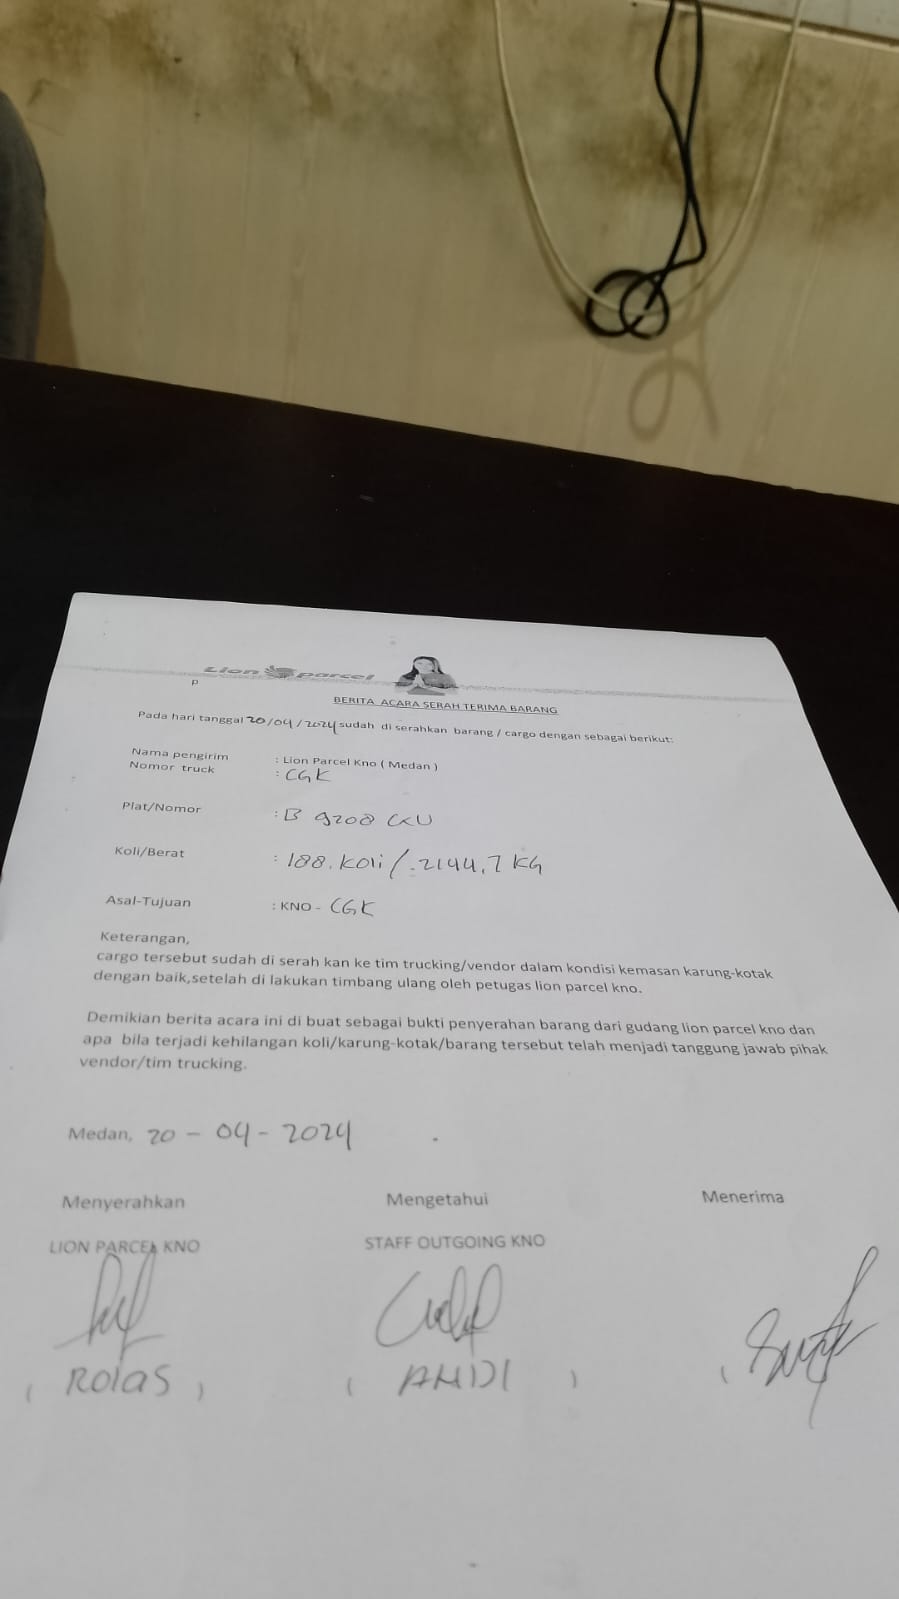 Lion parcel
P
BERITA ACARA SERAH TERIMA BARANG
Pada hari tanggal 20/04/2024 sudah di serahkan barang / cargo dengan sebagai berikut:
Nama pengirim : Lion Parcel Kno ( Medan )
Nomor truck : CGK
Plat/Nomor : B 9208
Koli/Berat : 188. Koli / .2144,7 KG
Asal-Tujuan : KNO - CGK
Keterangan,
cargo tersebut sudah di serah kan ke tim trucking/vendor dalam kondisi kemasan karung-kotak
dengan baik,setelah di lakukan timbang ulang oleh petugas lion parcel kno.
Demikian berita acara ini di buat sebagai bukti penyerahan barang dari gudang lion parcel kno dan
apa bila terjadi kehilangan koli/karung-kotak/barang tersebut telah menjadi tanggung jawab pihak
vendor/tim trucking.
Medan, 20 - 04 - 2024
Menyerahkan Mengetahui Menerima
LION PARCEL KNO STAFF OUTGOING KNO
( Rolas ) ( ANDI ) (